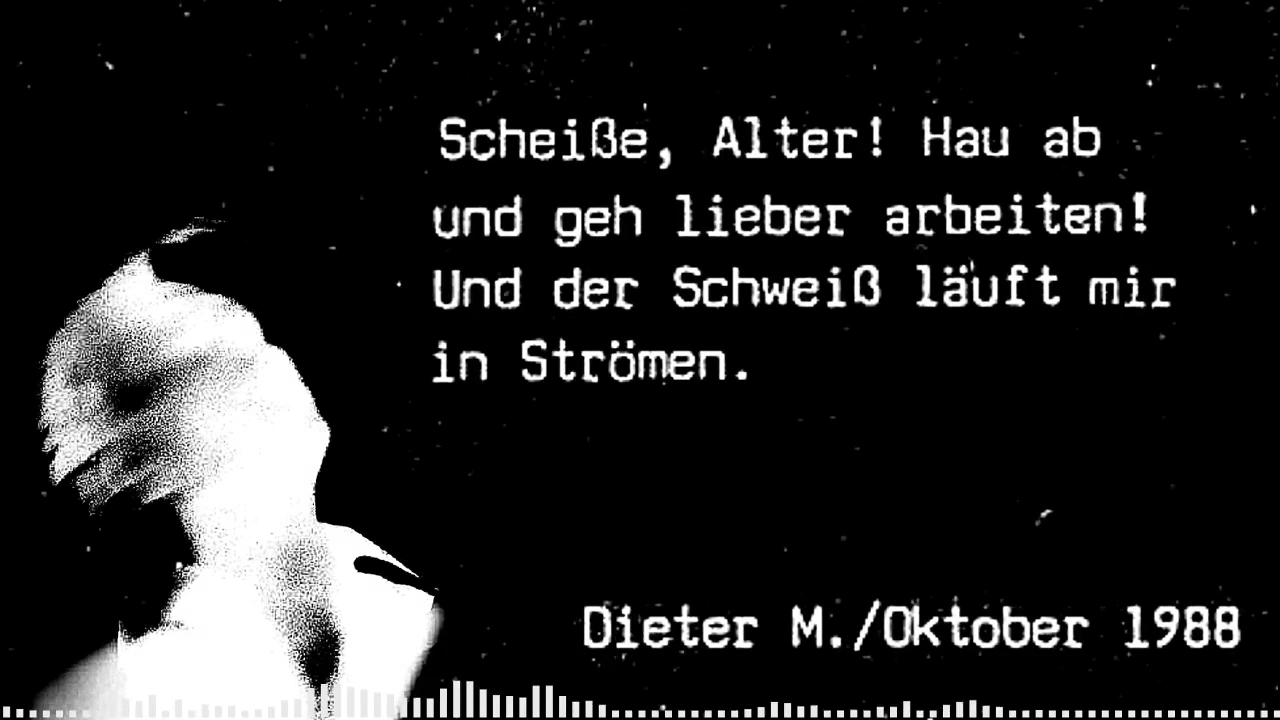 Scheiße, Alter! Hau ab
und geh lieber arbeiten!
Und der Schweiß läuft mir
in Strömen.
Dieter M./Oktober 1988